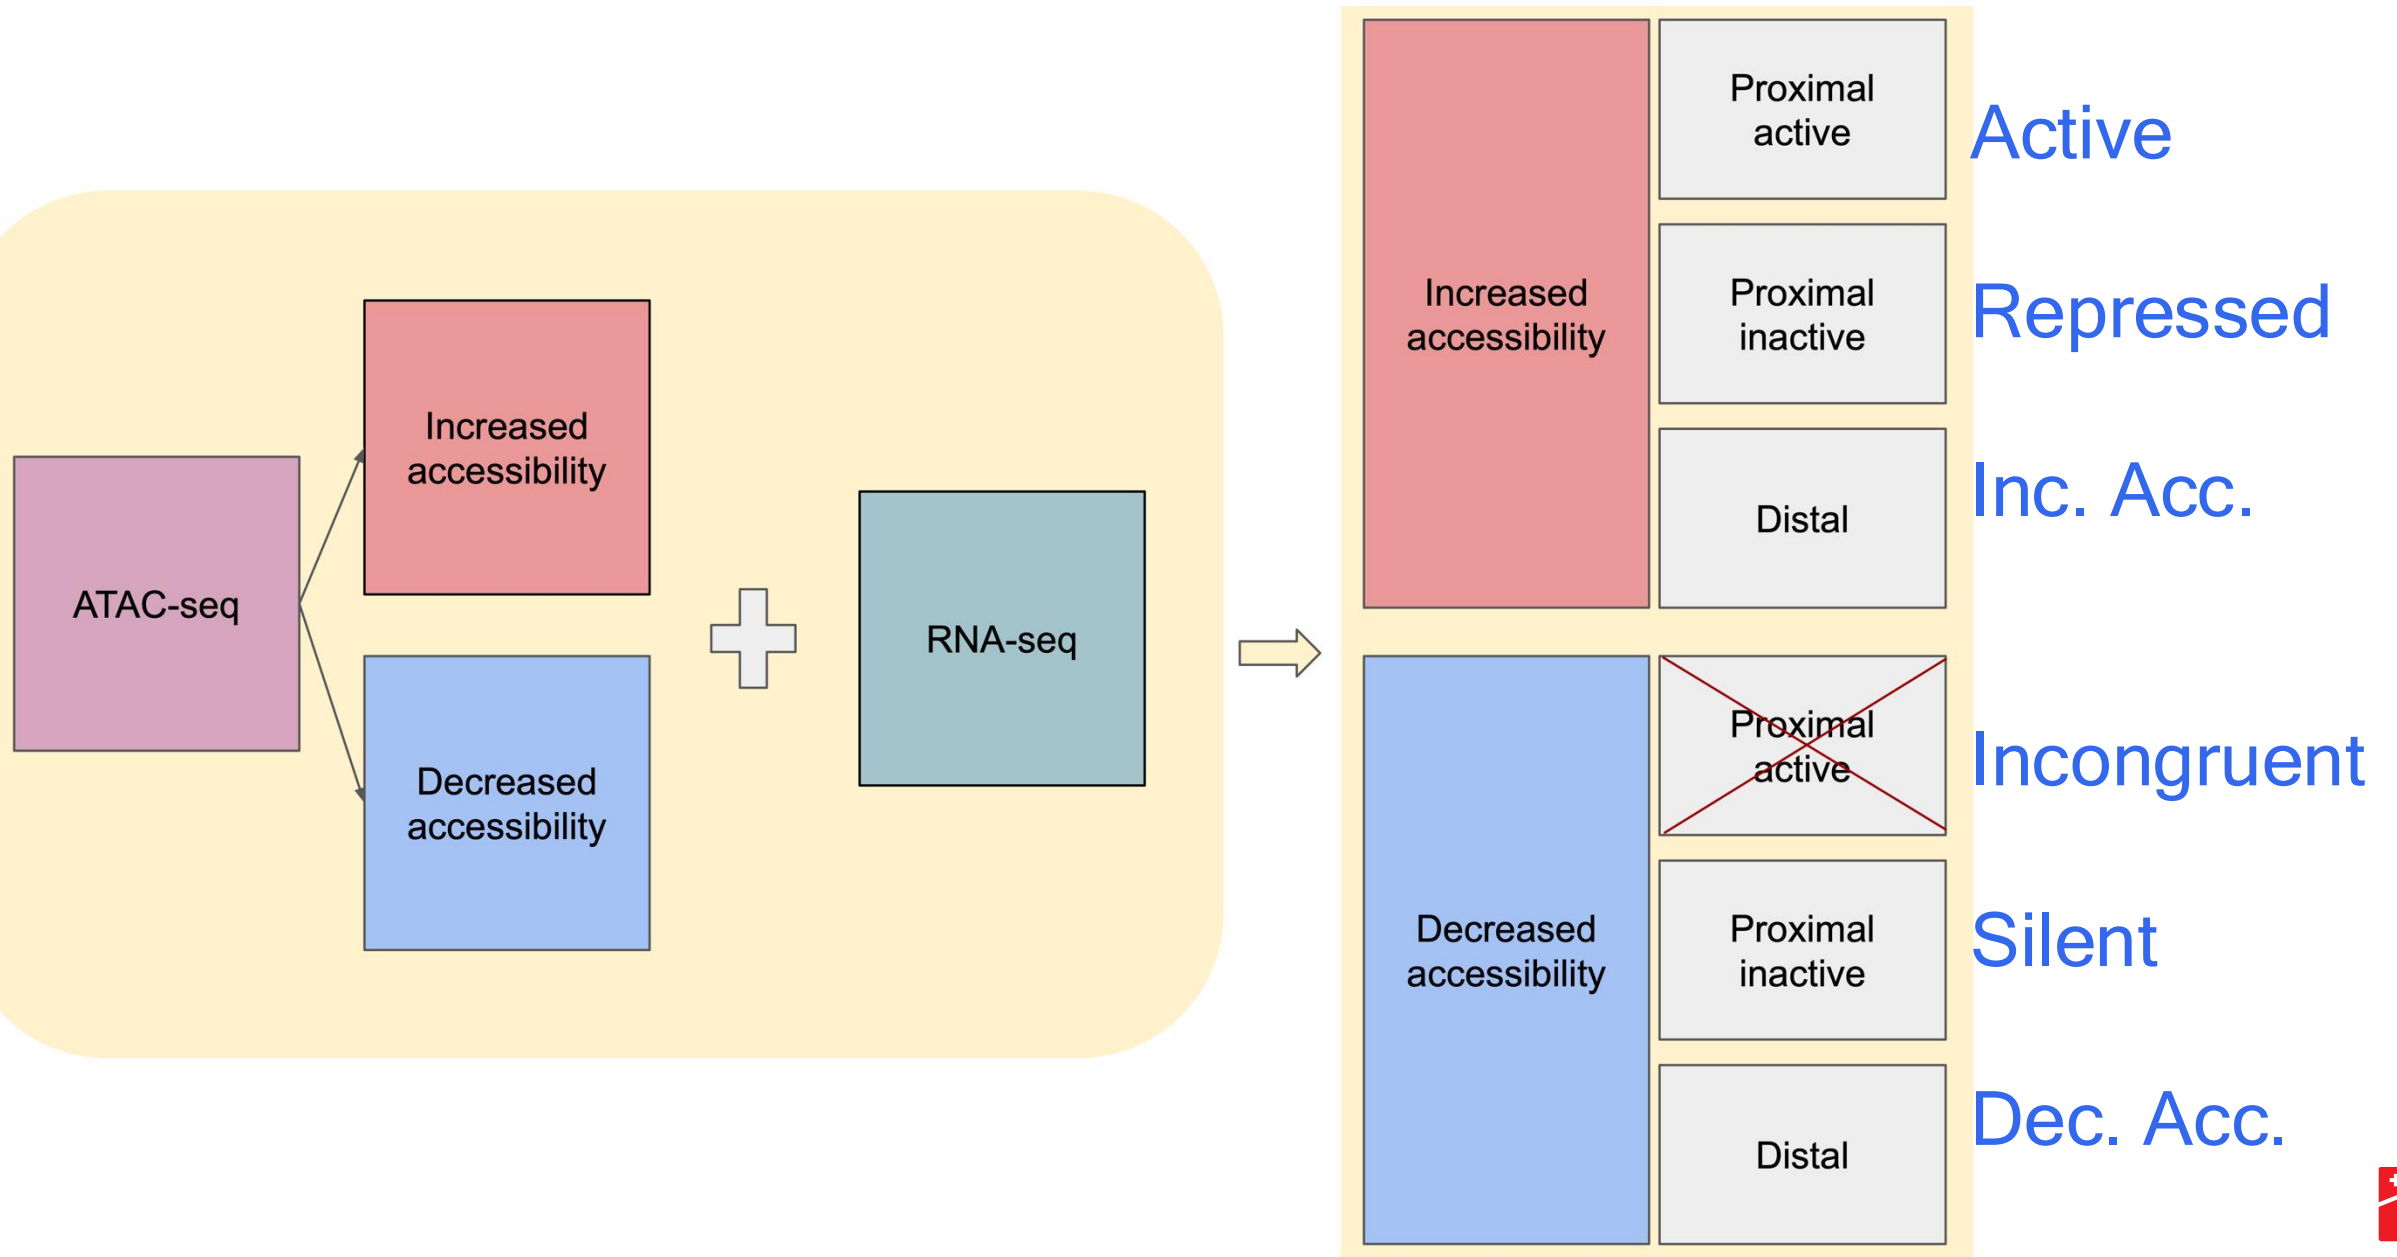 ATAC-seq
Increased
accessibility
Decreased
accessibility
RNA-seq
Increased
accessibility
Proximal
active
Active
Proximal
inactive
Repressed
Distal
Inc. Acc.
Decreased
accessibility
Proximal
active
Incongruent
Proximal
inactive
Silent
Distal
Dec. Acc.